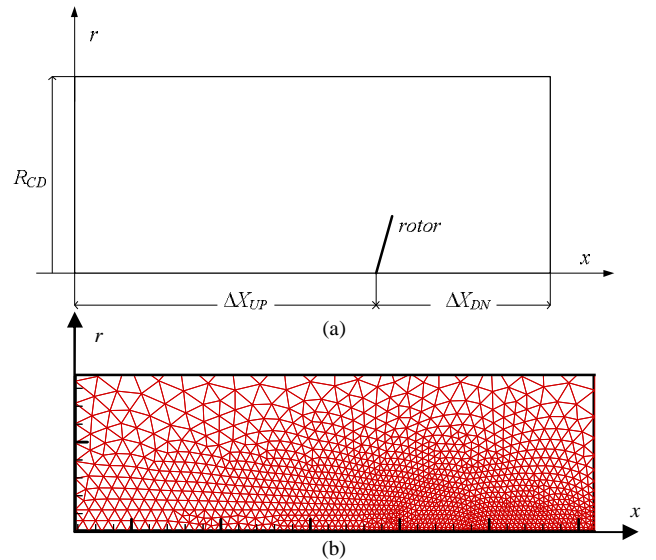 r
R_CD
rotor
x
ΔX_UP
ΔX_DN
(a)
r
x
(b)